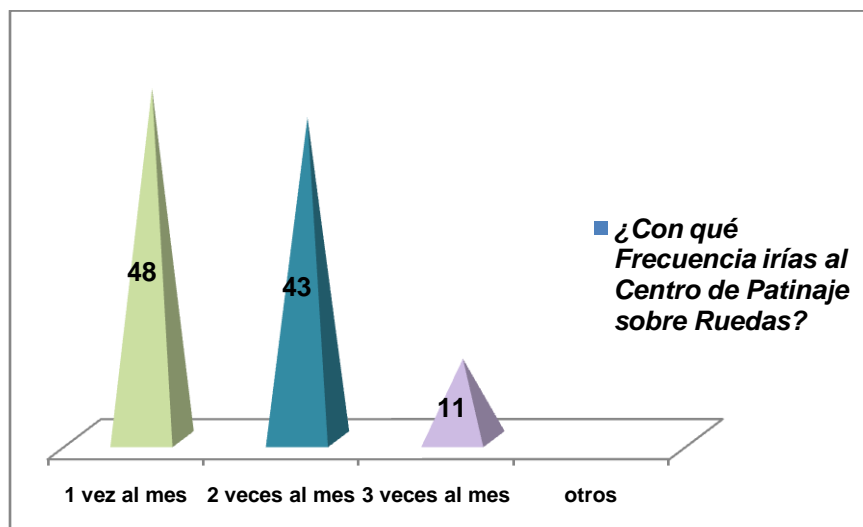 48
43
11
¿Con qué
Frecuencia irías al
Centro de Patinaje
sobre Ruedas?
1 vez al mes 2 veces al mes 3 veces al mes otros